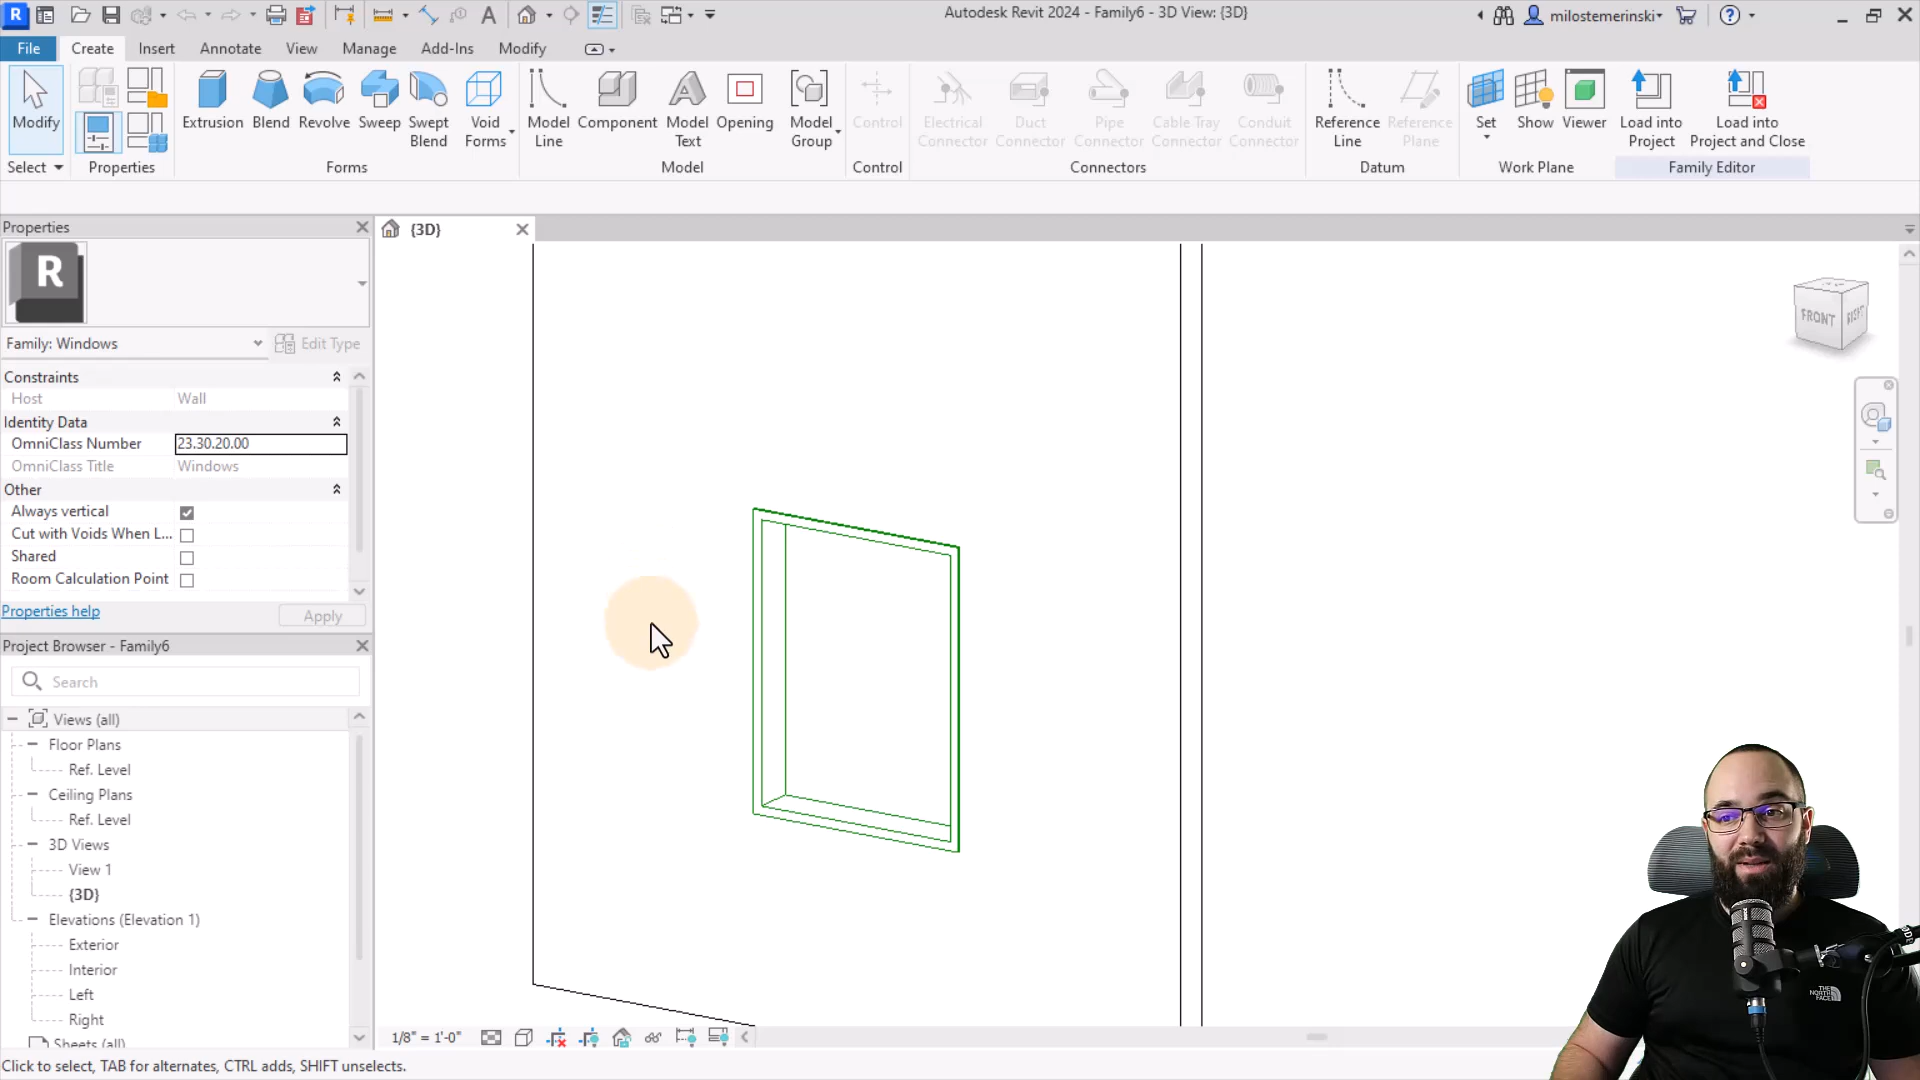 Autodesk Revit 2024 - Family6 - 3D View: {3D}
milostemerinski
File Create Insert Annotate View Manage Add-Ins Modify
Modify
Extrusion Blend Revolve Sweep Swept Blend Void Forms
Model Line Component Model Text Opening Model Group
Control
Electrical Connector Duct Connector Pipe Connector Cable Tray Connector Conduit Connector
Reference Line Reference Plane
Set Show Viewer
Load into Project Load into Project and Close
Select Properties Forms Model Control Connectors Datum Work Plane Family Editor
Properties
{3D}
R
Family: Windows Edit Type
Constraints
Host Wall
Identity Data
OmniClass Number 23.30.20.00
OmniClass Title Windows
Other
Always vertical
Cut with Voids When L...
Shared
Room Calculation Point
Properties help Apply
Project Browser - Family6
Search
Views (all)
Floor Plans
Ref. Level
Ceiling Plans
Ref. Level
3D Views
View 1
{3D}
Elevations (Elevation 1)
Exterior
Interior
Left
Right
Sheets (all)
FRONT RIGHT
1/8" = 1'-0"
Click to select, TAB for alternates, CTRL adds, SHIFT unselects.
THE NORTH FACE